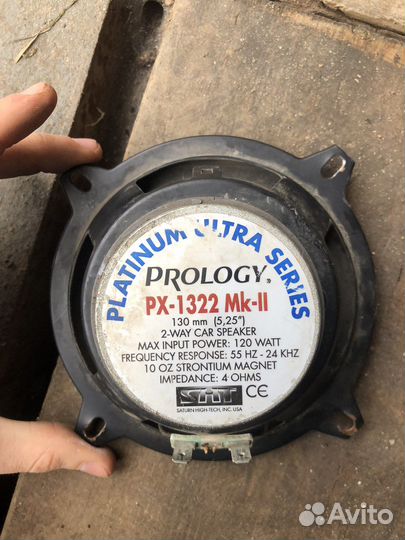 PLATINUM ULTRA SERIES
PROLOGY®
PX-1322 Mk-II
130 mm (5,25")
2-WAY CAR SPEAKER
MAX INPUT POWER: 120 WATT
FREQUENCY RESPONSE: 55 HZ - 24 KHZ
10 OZ STRONTIUM MAGNET
IMPEDANCE: 4 OHMS
SHT CE
SATURN HIGH-TECH, INC. USA
Avito